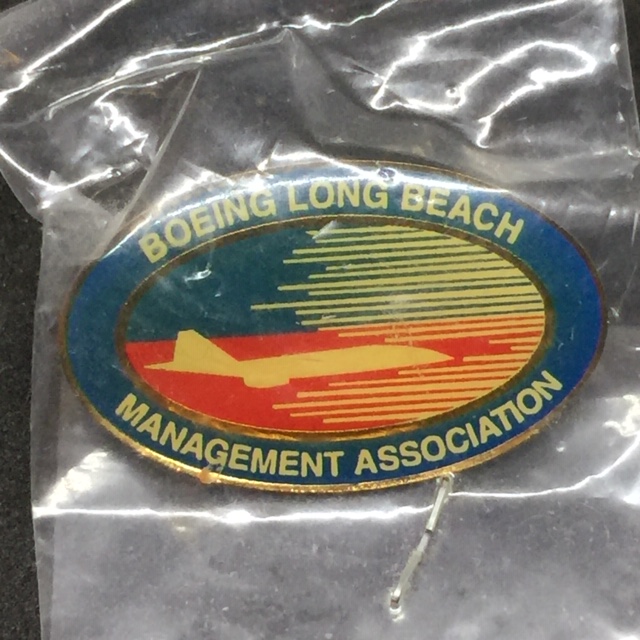 BOEING LONG BEACH
MANAGEMENT ASSOCIATION